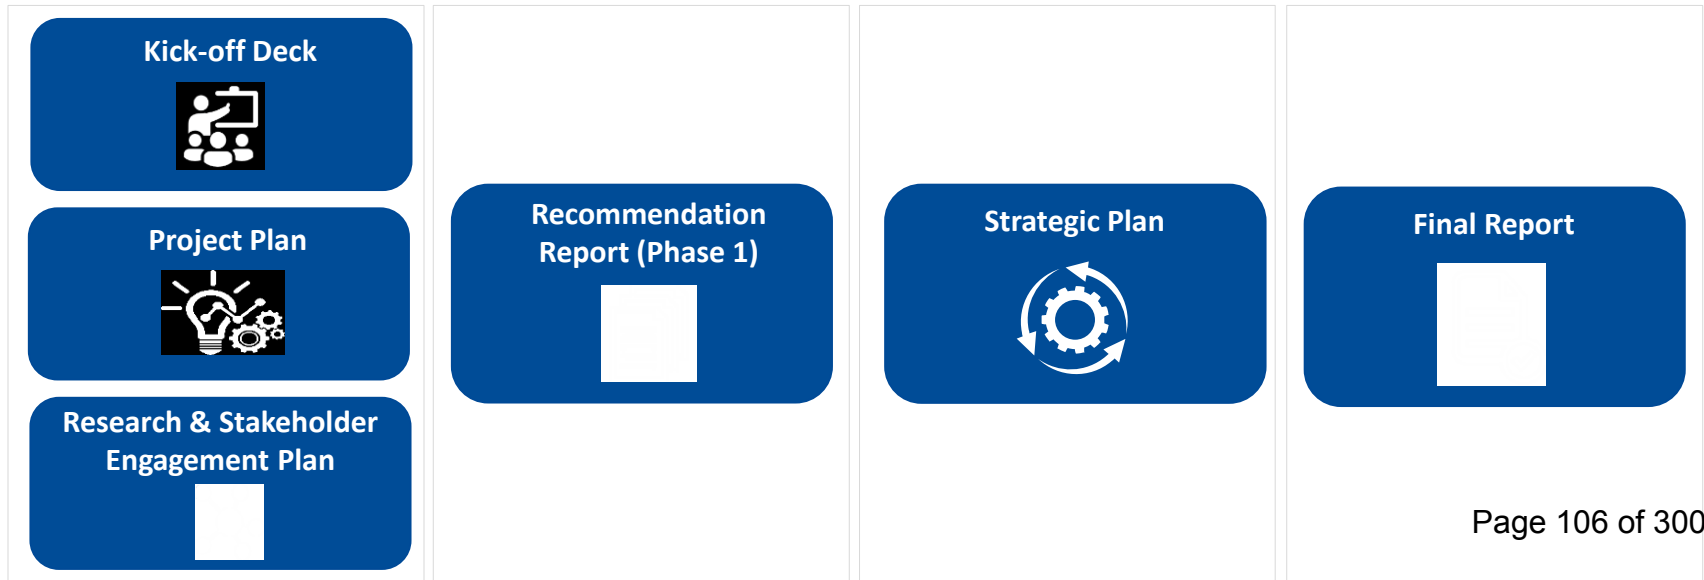 Kick-off Deck
Project Plan
Research & Stakeholder
Engagement Plan
Recommendation
Report (Phase 1)
Strategic Plan
Final Report
Page 106 of 300